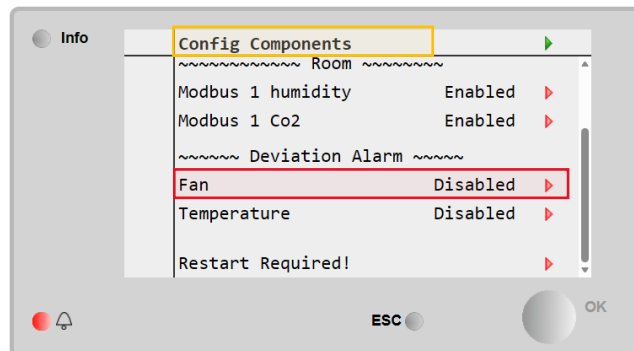 Info
Config Components
~~~~~~~~~~~~ Room ~~~~~~~~
Modbus 1 humidity Enabled
Modbus 1 Co2 Enabled
~~~~~~ Deviation Alarm ~~~~~
Fan Disabled
Temperature Disabled
Restart Required!
ESC
OK